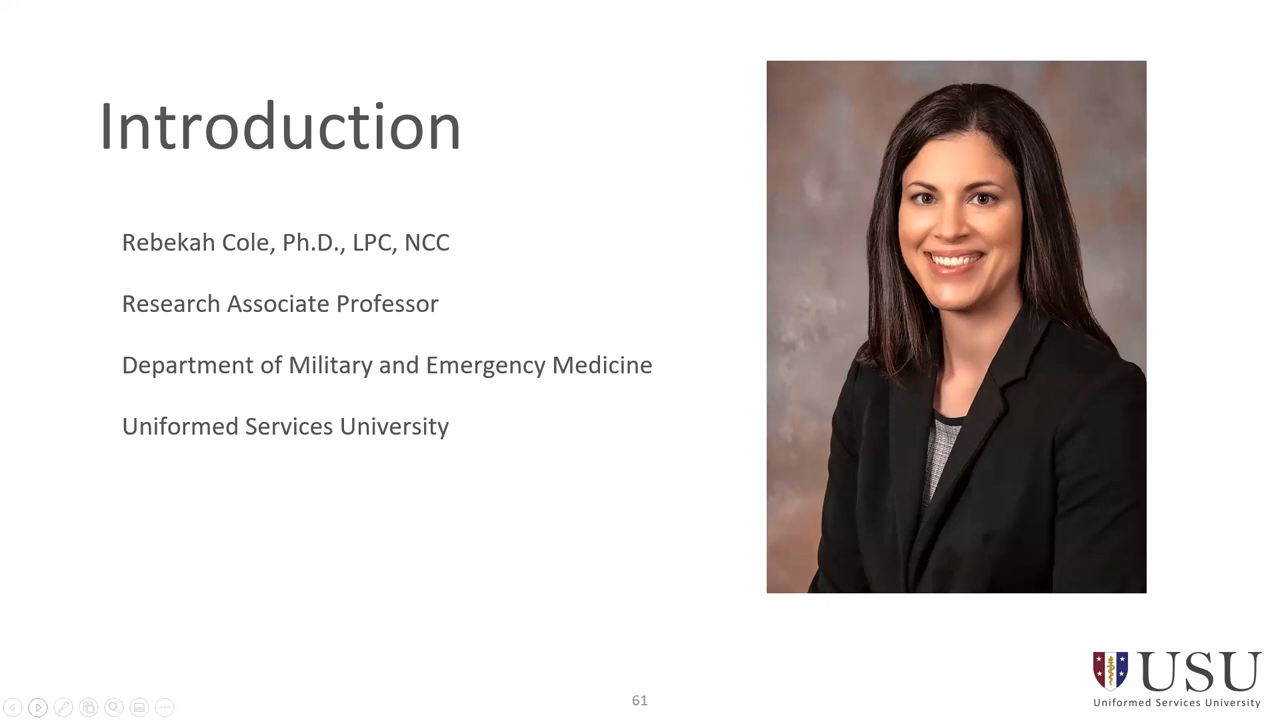 Introduction
Rebekah Cole, Ph.D., LPC, NCC
Research Associate Professor
Department of Military and Emergency Medicine
Uniformed Services University
61
USU
Uniformed Services University